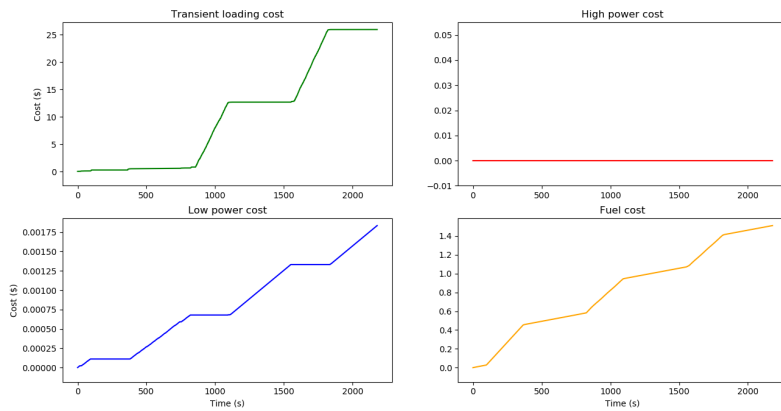 Transient loading cost
High power cost
Cost ($)
25
20
15
10
5
0
0 500 1000 1500 2000
0.05
0.04
0.03
0.02
0.01
0.00
−0.01
0 500 1000 1500 2000
Low power cost
Fuel cost
Cost ($)
0.00175
0.00150
0.00125
0.00100
0.00075
0.00050
0.00025
0.00000
0 500 1000 1500 2000
Time (s)
1.4
1.2
1.0
0.8
0.6
0.4
0.2
0.0
0 500 1000 1500 2000
Time (s)